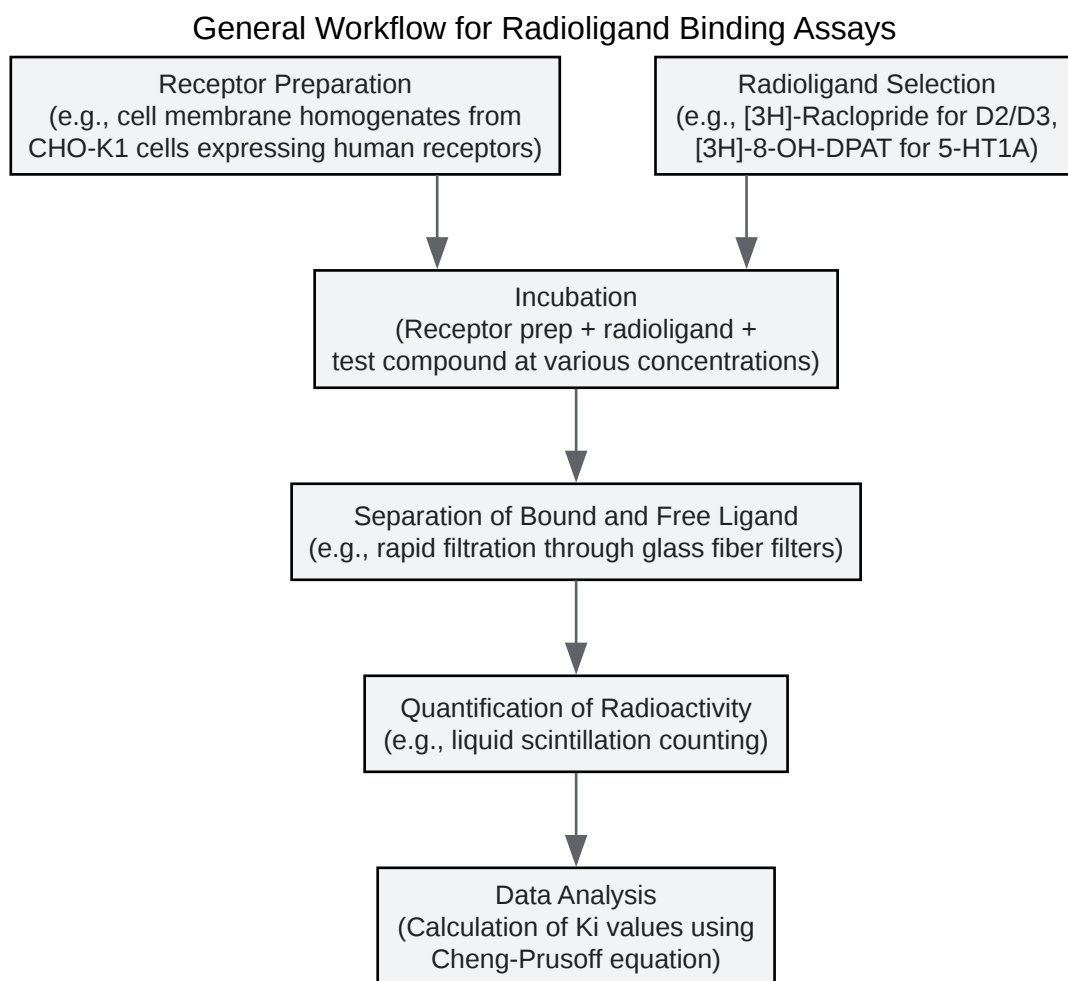 General Workflow for Radioligand Binding Assays
Receptor Preparation
(e.g., cell membrane homogenates from
CHO-K1 cells expressing human receptors)
Radioligand Selection
(e.g., [3H]-Raclopride for D2/D3,
[3H]-8-OH-DPAT for 5-HT1A)
Incubation
(Receptor prep + radioligand +
test compound at various concentrations)
Separation of Bound and Free Ligand
(e.g., rapid filtration through glass fiber filters)
Quantification of Radioactivity
(e.g., liquid scintillation counting)
Data Analysis
(Calculation of Ki values using
Cheng-Prusoff equation)